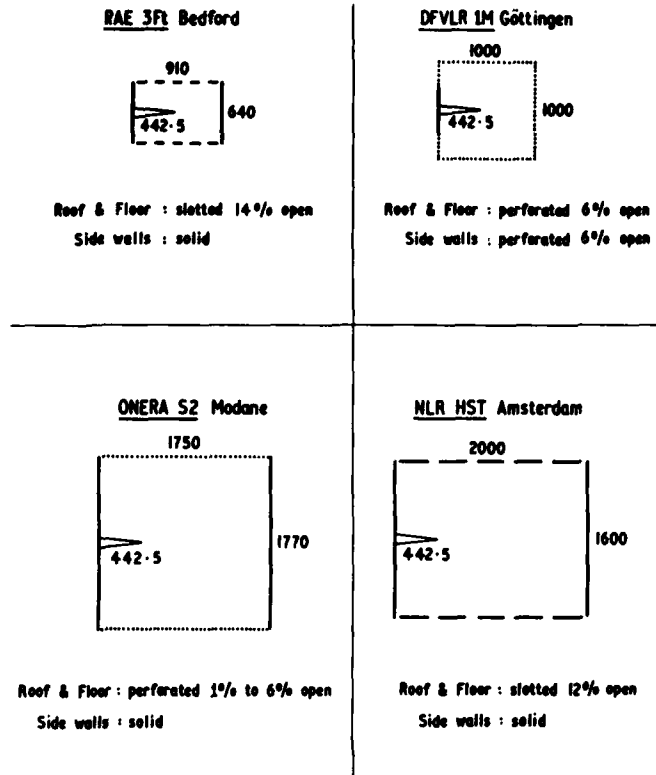 RAE 3Ft Bedford
910
640
442·5
Roof & Floor : slotted 14% open
Side walls : solid
DFVLR 1M Göttingen
1000
1000
442·5
Roof & Floor : perforated 6% open
Side walls : perforated 6% open
ONERA S2 Modane
1750
1770
442·5
Roof & Floor : perforated 1% to 6% open
Side walls : solid
NLR HST Amsterdam
2000
1600
442·5
Roof & Floor : slotted 12% open
Side walls : solid